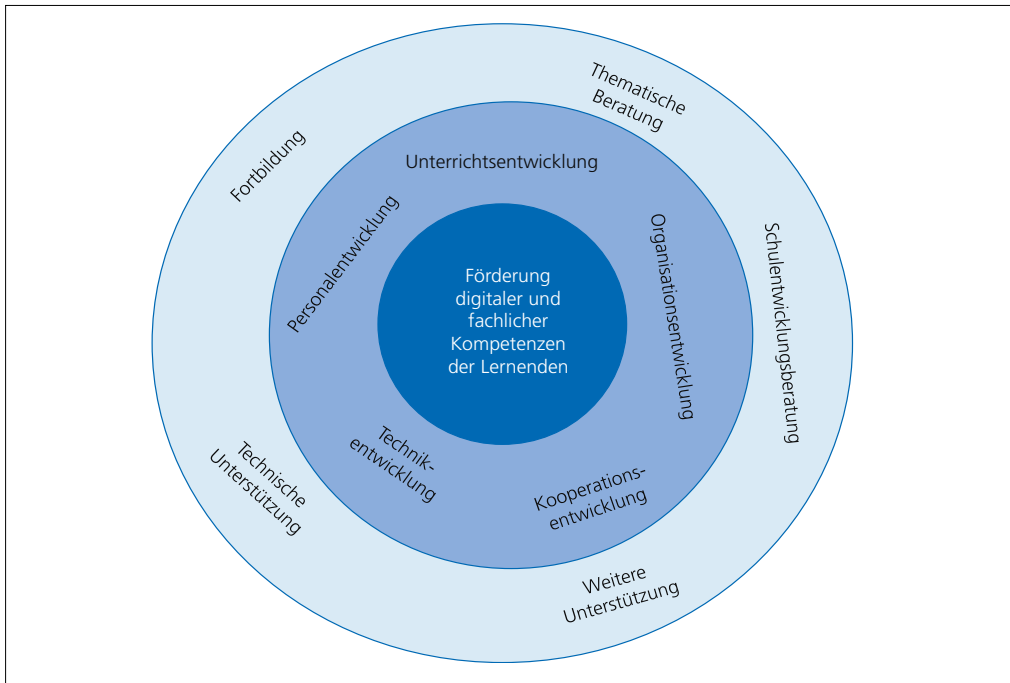 Thematische
Beratung
Fortbildung
Unterrichtsentwicklung
Personalentwicklung
Organisationsentwicklung
Schulentwicklungsberatung
Förderung
digitaler und
fachlicher
Kompetenzen
der Lernenden
Technik-
entwicklung
Technische
Unterstützung
Kooperations-
entwicklung
Weitere
Unterstützung